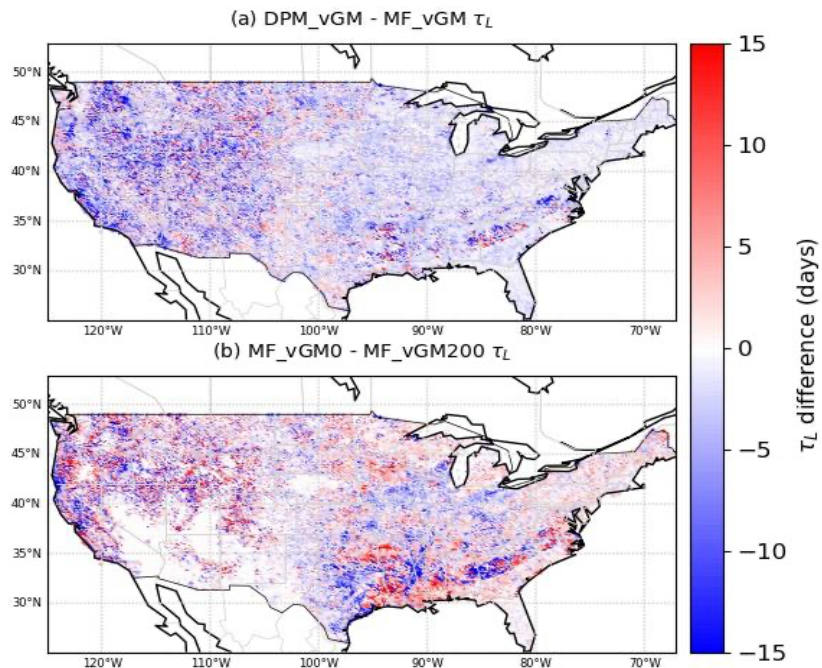 (a) DPM_vGM - MF_vGM τL
50°N
45°N
40°N
35°N
30°N
120°W 110°W 100°W 90°W 80°W 70°W
(b) MF_vGM0 - MF_vGM200 τL
50°N
45°N
40°N
35°N
30°N
120°W 110°W 100°W 90°W 80°W 70°W
15
10
5
0
−5
−10
−15
τL difference (days)